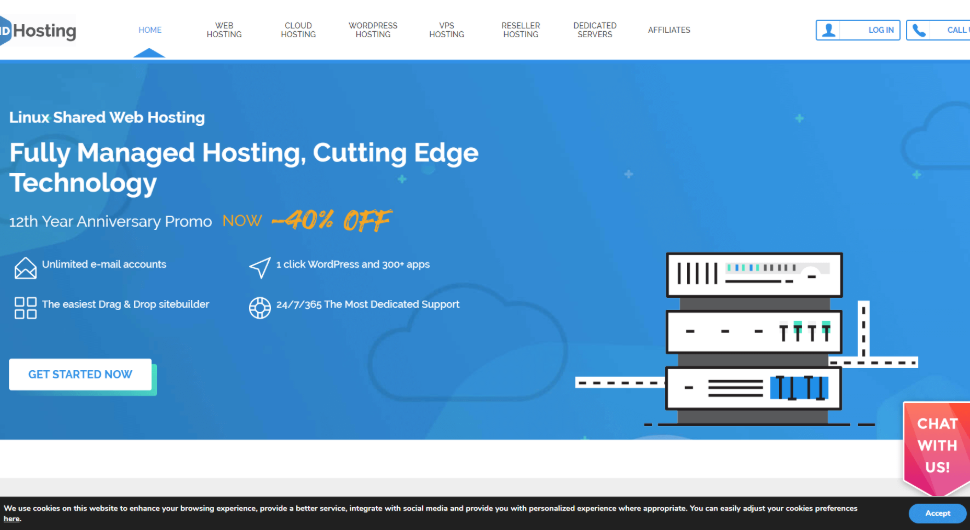 Hosting
HOME
WEB
HOSTING
CLOUD
HOSTING
WORDPRESS
HOSTING
VPS
HOSTING
RESELLER
HOSTING
DEDICATED
SERVERS
AFFILIATES
LOG IN
CALL
Linux Shared Web Hosting
Fully Managed Hosting, Cutting Edge
Technology
12th Year Anniversary Promo NOW -40% OFF
Unlimited e-mail accounts
1 click WordPress and 300+ apps
The easiest Drag & Drop sitebuilder
24/7/365 The Most Dedicated Support
GET STARTED NOW
CHAT
WITH
US!
We use cookies on this website to enhance your browsing experience, provide a better service, integrate with social media and provide you with personalized experience where appropriate. You can easily adjust your cookies preferences
here.
Accept